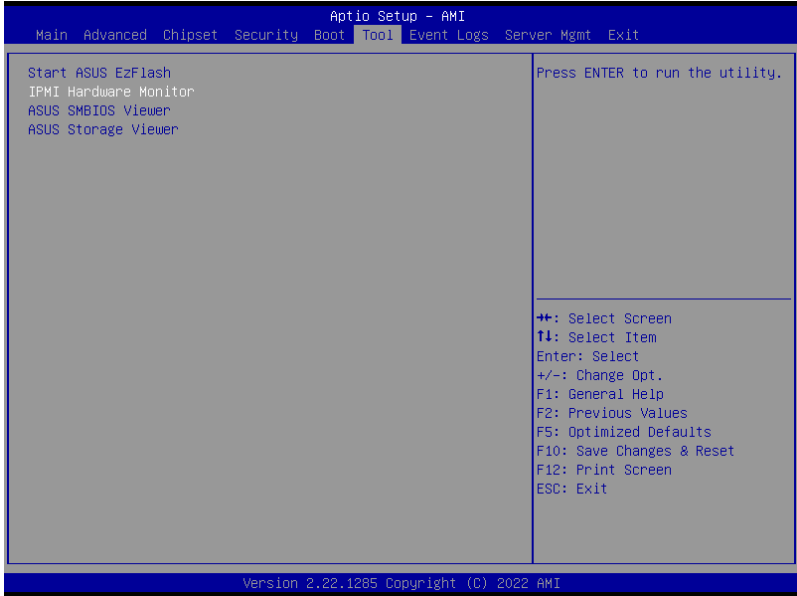 Aptio Setup – AMI
Main Advanced Chipset Security Boot Tool Event Logs Server Mgmt Exit
Start ASUS EzFlash
IPMI Hardware Monitor
ASUS SMBIOS Viewer
ASUS Storage Viewer
Press ENTER to run the utility.
→←: Select Screen
↑↓: Select Item
Enter: Select
+/-: Change Opt.
F1: General Help
F2: Previous Values
F5: Optimized Defaults
F10: Save Changes & Reset
F12: Print Screen
ESC: Exit
Version 2.22.1285 Copyright (C) 2022 AMI